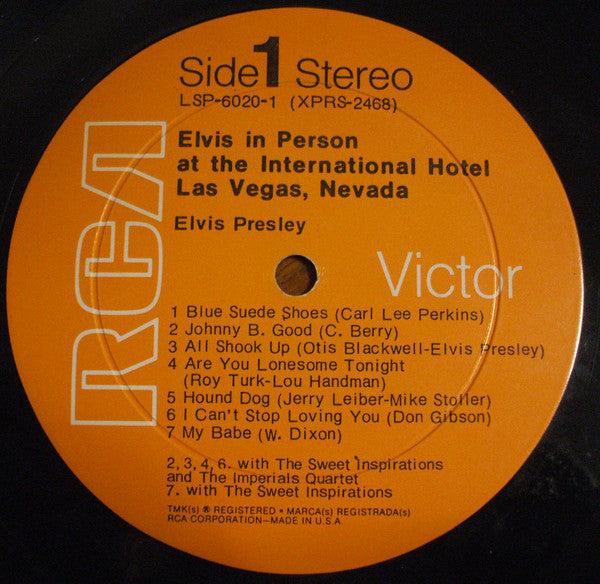 Side 1 Stereo
LSP-6020-1 (XPRS-2468)
Elvis in Person
at the International Hotel
Las Vegas, Nevada
Elvis Presley
RCA
Victor
1 Blue Suede Shoes (Carl Lee Perkins)
2 Johnny B. Good (C. Berry)
3 All Shook Up (Otis Blackwell-Elvis Presley)
4 Are You Lonesome Tonight
(Roy Turk-Lou Handman)
5 Hound Dog (Jerry Leiber-Mike Stoller)
6 I Can't Stop Loving You (Don Gibson)
7 My Babe (W. Dixon)
2, 3, 4, 6. with The Sweet Inspirations
and The Imperials Quartet
7. with The Sweet Inspirations
TMK(s) ® REGISTERED • MARCA(s) REGISTRADA(s)
RCA CORPORATION—MADE IN U.S.A